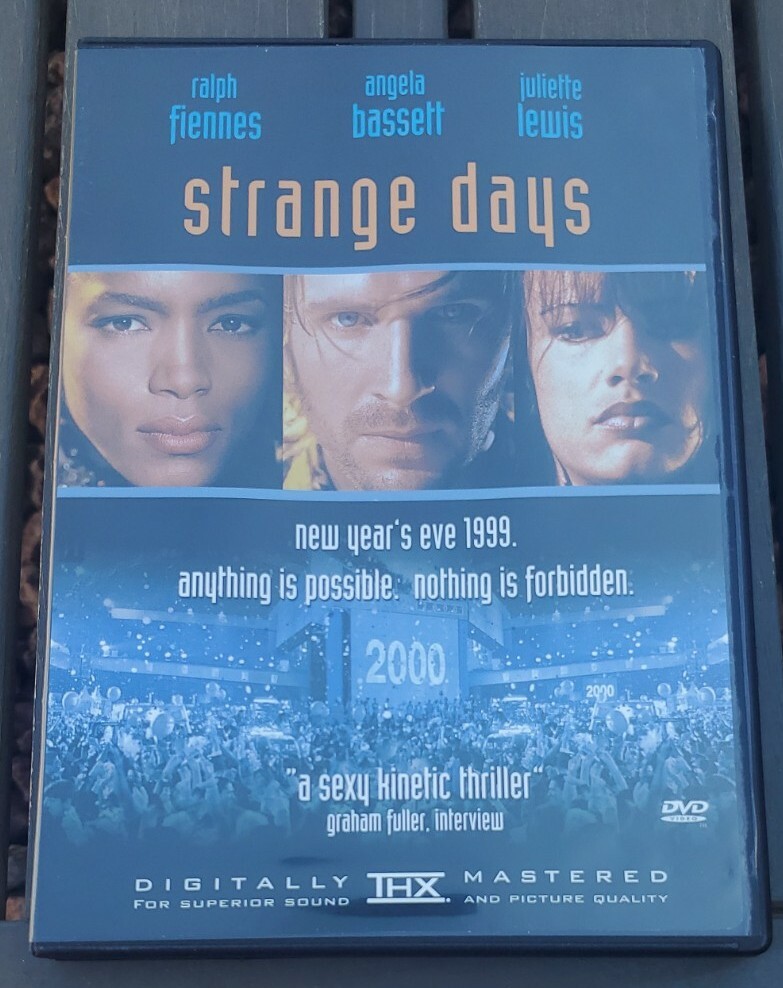 ralph angela juliette
fiennes bassett lewis
strange days
new year's eve 1999.
anything is possible. nothing is forbidden.
2000
2000
"a sexy kinetic thriller"
graham fuller, interview
DVD
VIDEO
DIGITALLY THX MASTERED
FOR SUPERIOR SOUND AND PICTURE QUALITY